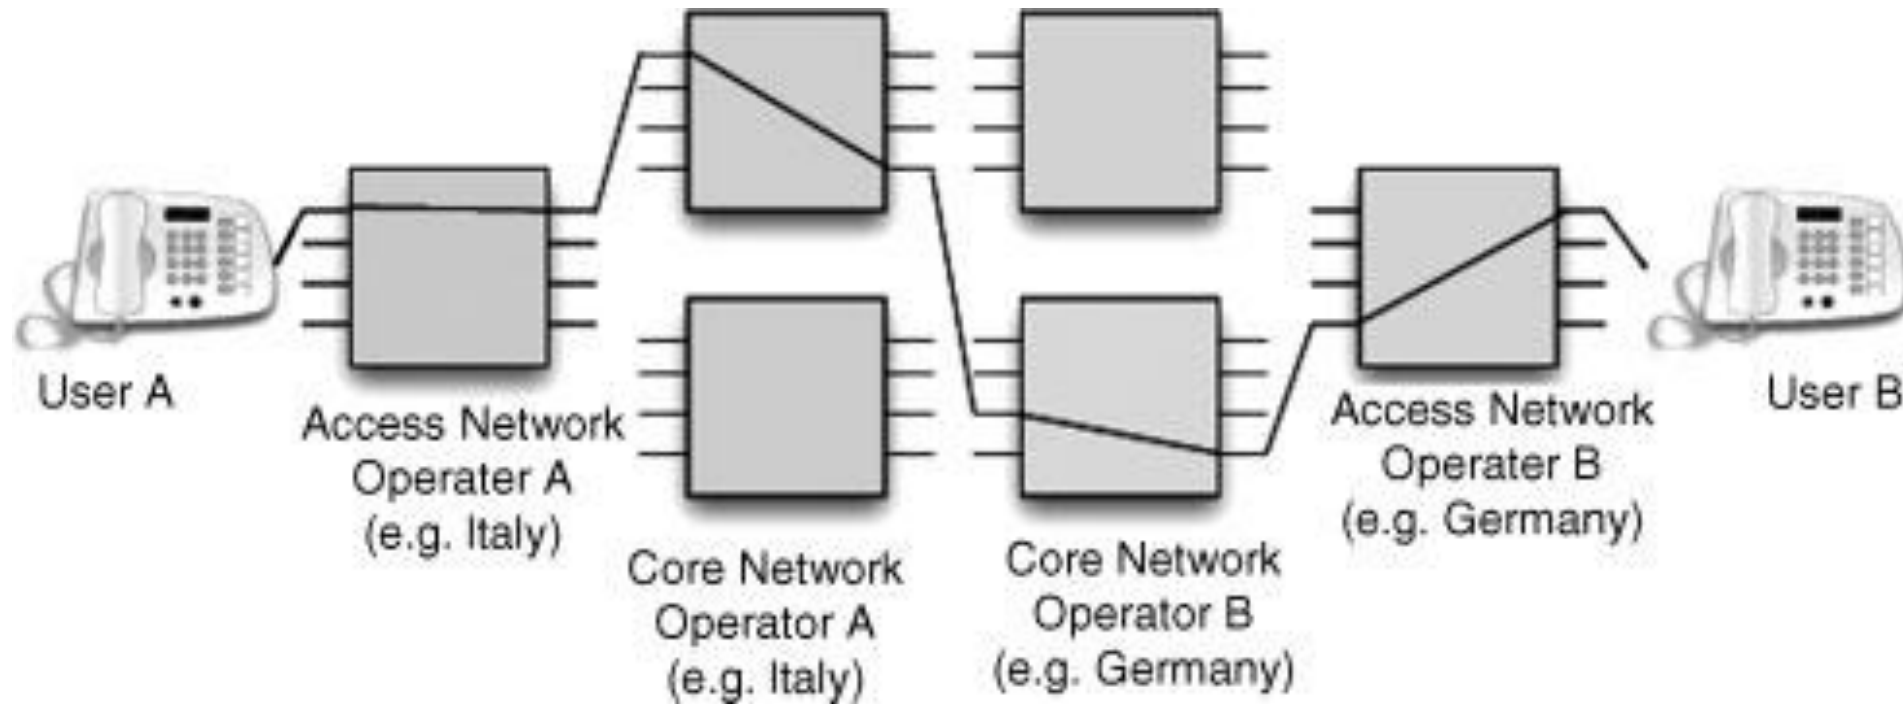 User A
Access Network
Operater A
(e.g. Italy)
Core Network
Operator A
(e.g. Italy)
Core Network
Operator B
(e.g. Germany)
Access Network
Operater B
(e.g. Germany)
User B